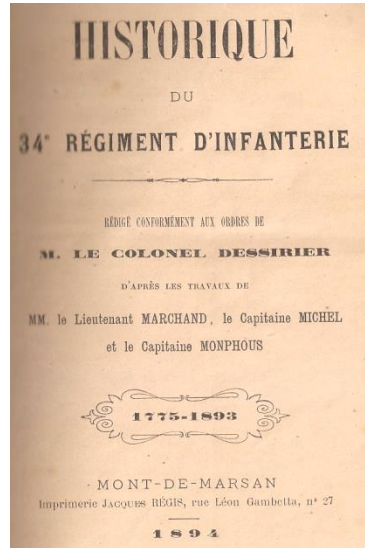 HISTORIQUE
DU
34e RÉGIMENT D'INFANTERIE
RÉDIGÉ CONFORMÉMENT AUX ORDRES DE
M. LE COLONEL DESSIRIER
D'APRÈS LES TRAVAUX DE
MM. le Lieutenant MARCHAND, le Capitaine MICHEL
et le Capitaine MONPHOUS
1775-1893
MONT-DE-MARSAN
Imprimerie JACQUES RÉGIS, rue Léon Gambetta, n° 27
1894